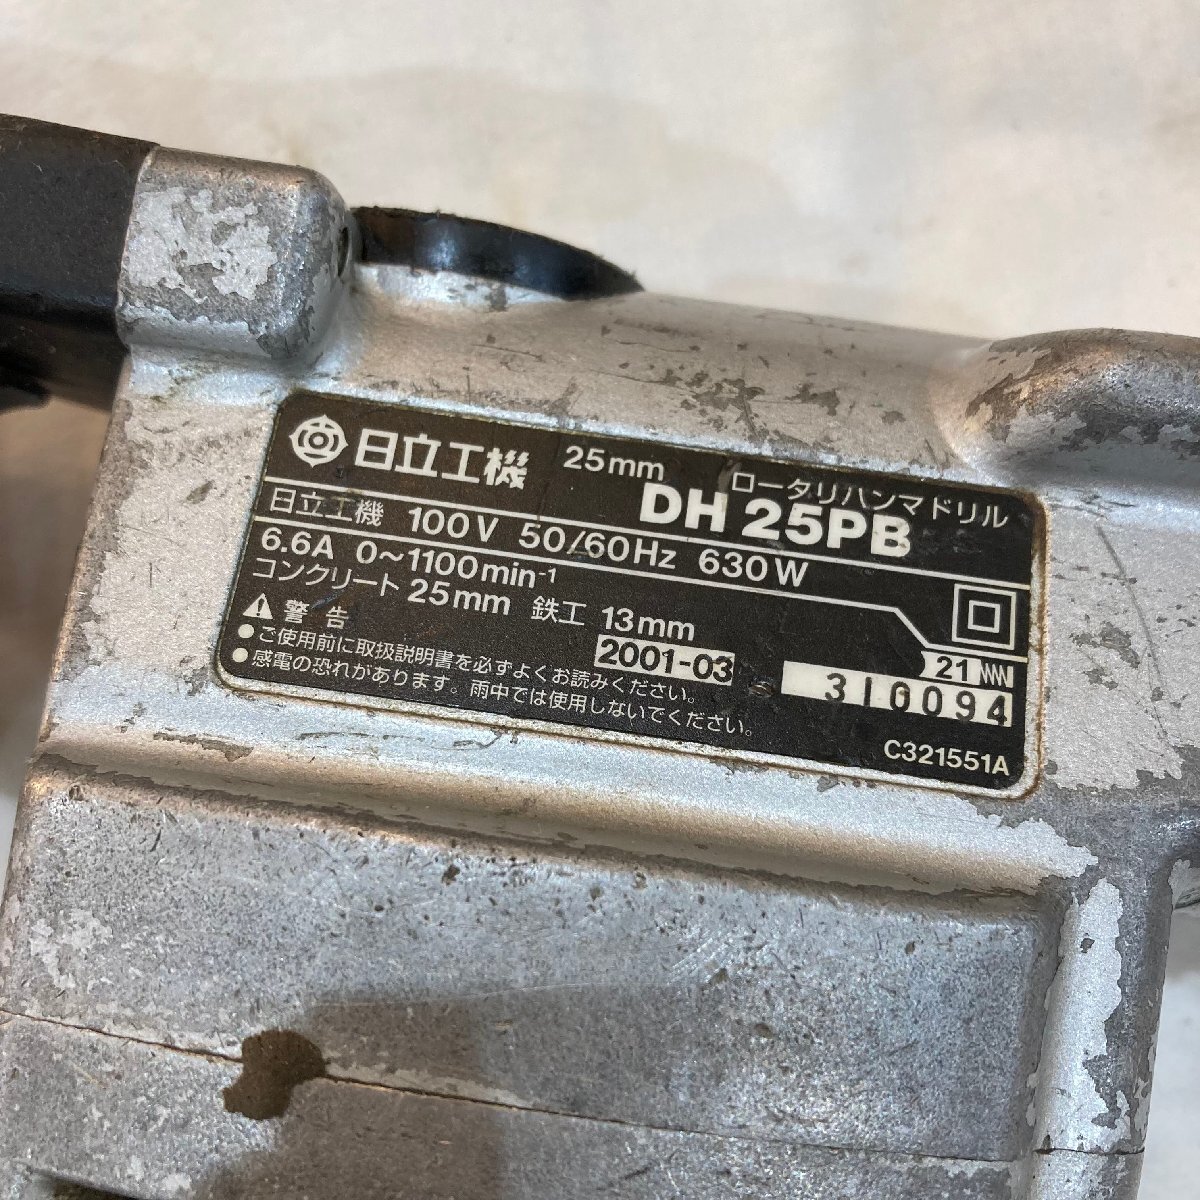 日立工機 25mm ロータリハンマドリル
DH 25PB
日立工機 100V 50/60Hz 630W
6.6A 0～1100min-1
コンクリート 25mm 鉄工 13mm
⚠警告 2001-03 21
●ご使用前に取扱説明書を必ずよくお読みください。
●感電の恐れがあります。雨中では使用しないでください。
310094
C321551A